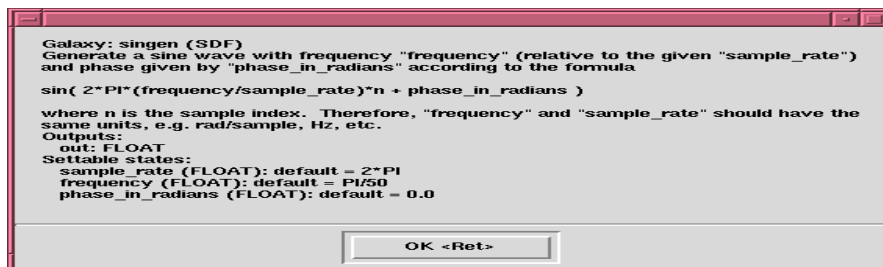 Galaxy: singen (SDF)
Generate a sine wave with frequency "frequency" (relative to the given "sample_rate")
and phase given by "phase_in_radians" according to the formula
sin( 2*PI*(frequency/sample_rate)*n + phase_in_radians )
where n is the sample index.  Therefore, "frequency" and "sample_rate" should have the
same units, e.g. rad/sample, Hz, etc.
Outputs:
out: FLOAT
Settable states:
sample_rate (FLOAT): default = 2*PI
frequency (FLOAT): default = PI/50
phase_in_radians (FLOAT): default = 0.0
OK <Ret>